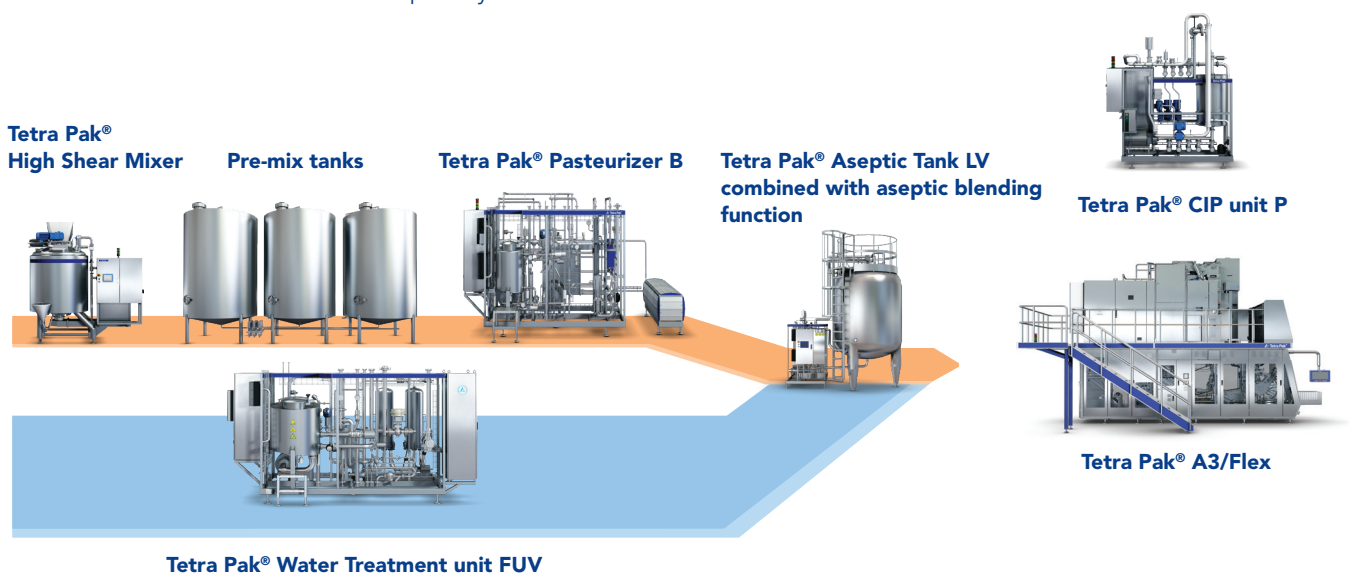 Tetra Pak®
High Shear Mixer
Pre-mix tanks
Tetra Pak® Pasteurizer B
Tetra Pak® Aseptic Tank LV
combined with aseptic blending
function
Tetra Pak® CIP unit P
Tetra Pak® A3/Flex
Tetra Pak® Water Treatment unit FUV